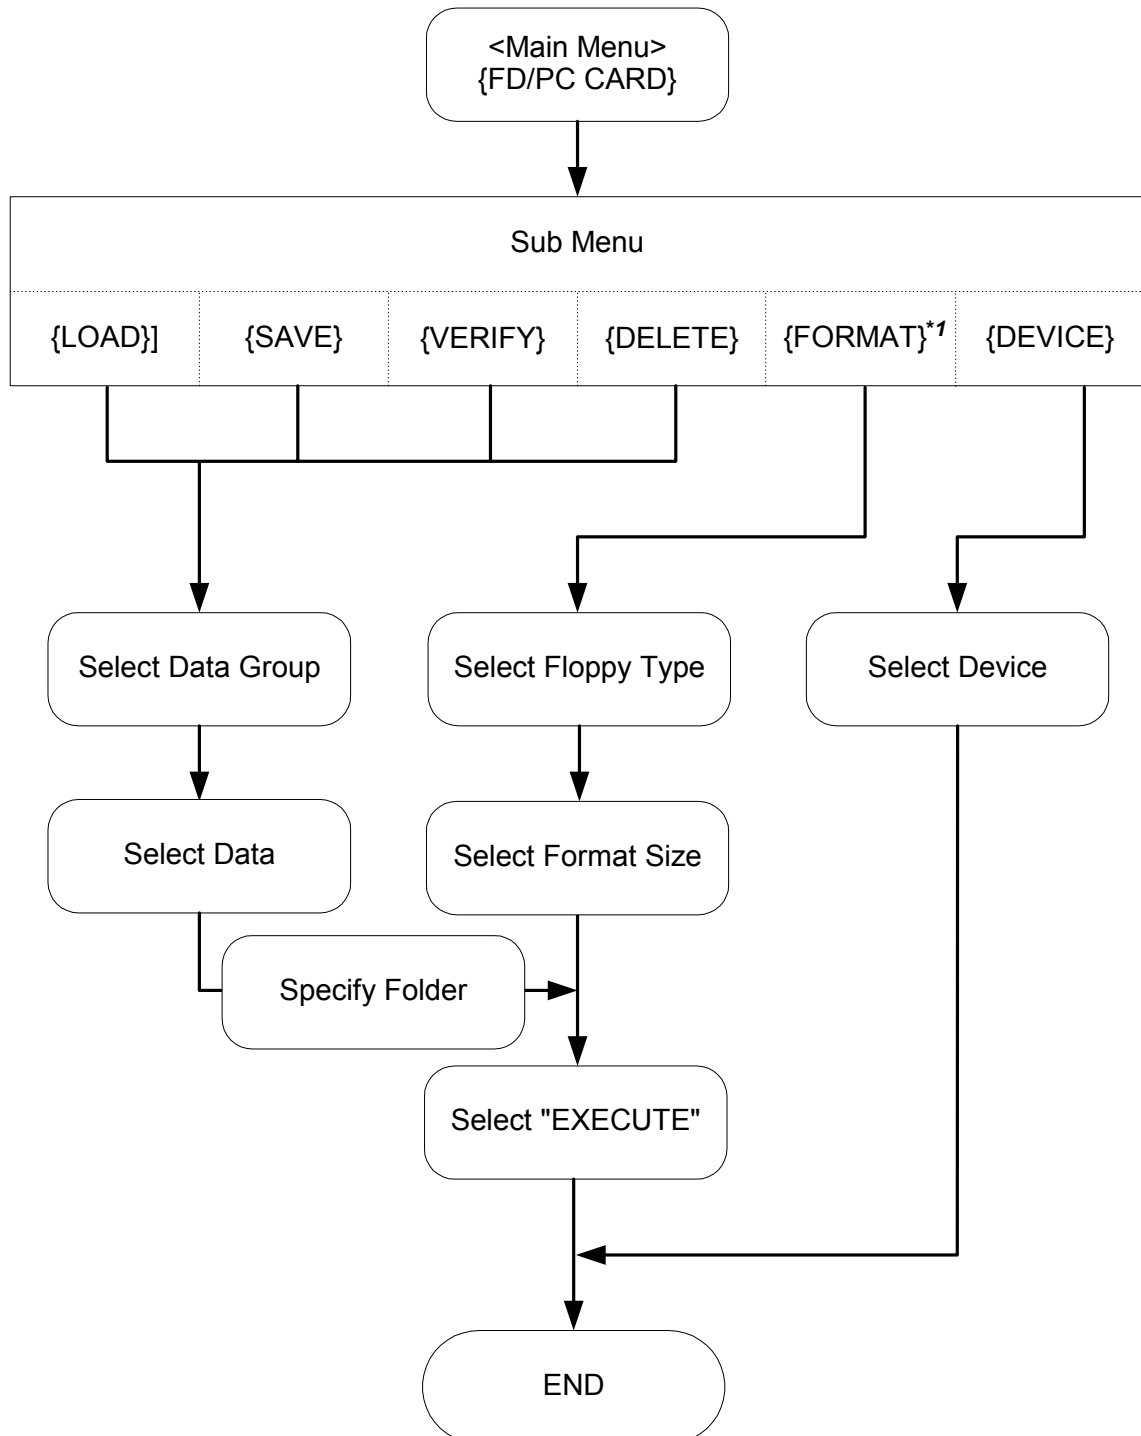 <Main Menu>
{FD/PC CARD}
Sub Menu
{LOAD}]
{SAVE}
{VERIFY}
{DELETE}
{FORMAT}*1
{DEVICE}
Select Data Group
Select Floppy Type
Select Device
Select Data
Select Format Size
Specify Folder
Select "EXECUTE"
END